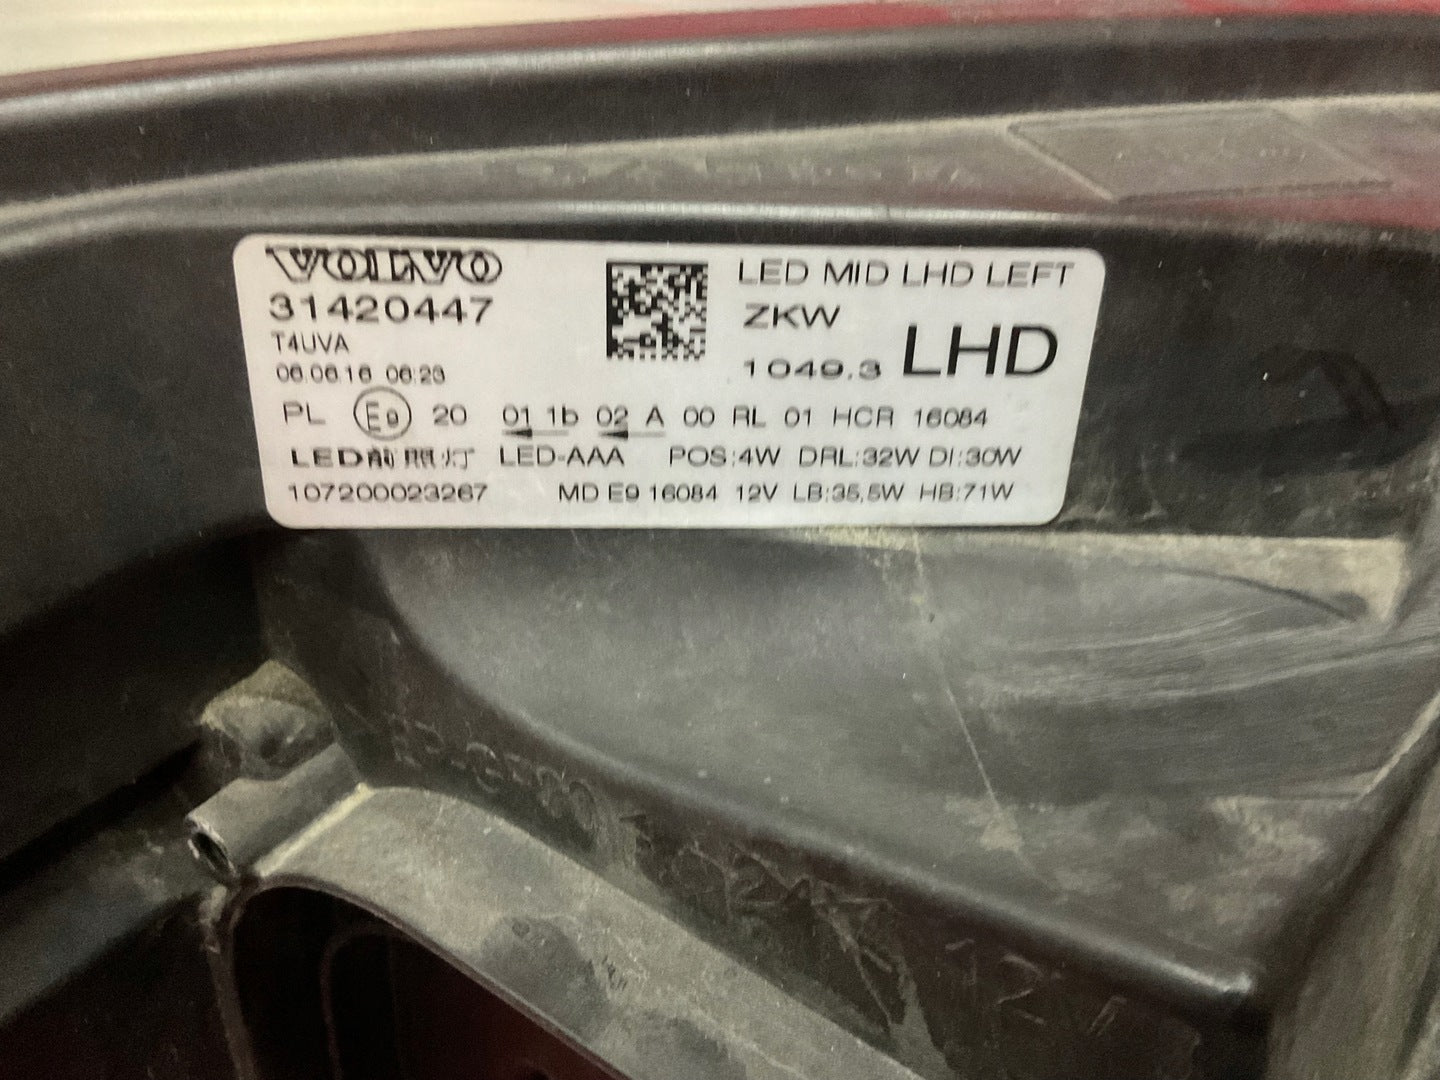 VOLVO
31420447
T4UVA
06.06.16 06:23
LED MID LHD LEFT
ZKW
1049.3 LHD
PL E9 20 01 1b 02 A 00 RL 01 HCR 16084
LED前照灯 LED-AAA POS:4W DRL:32W DI:30W
107200023267 MD E9 16084 12V LB:35,5W HB:71W